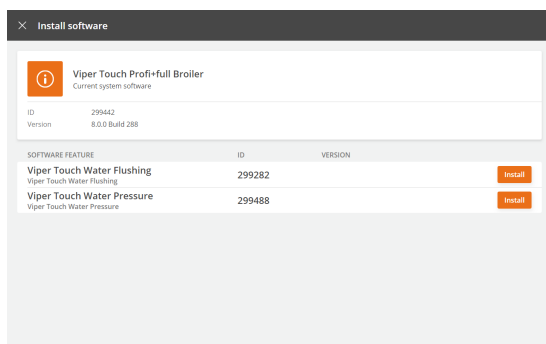 Install software
Viper Touch Profi+full Broiler
Current system software
ID 299442
Version 8.0.0 Build 288
SOFTWARE FEATURE ID VERSION
Viper Touch Water Flushing 299282 Install
Viper Touch Water Flushing
Viper Touch Water Pressure 299488 Install
Viper Touch Water Pressure